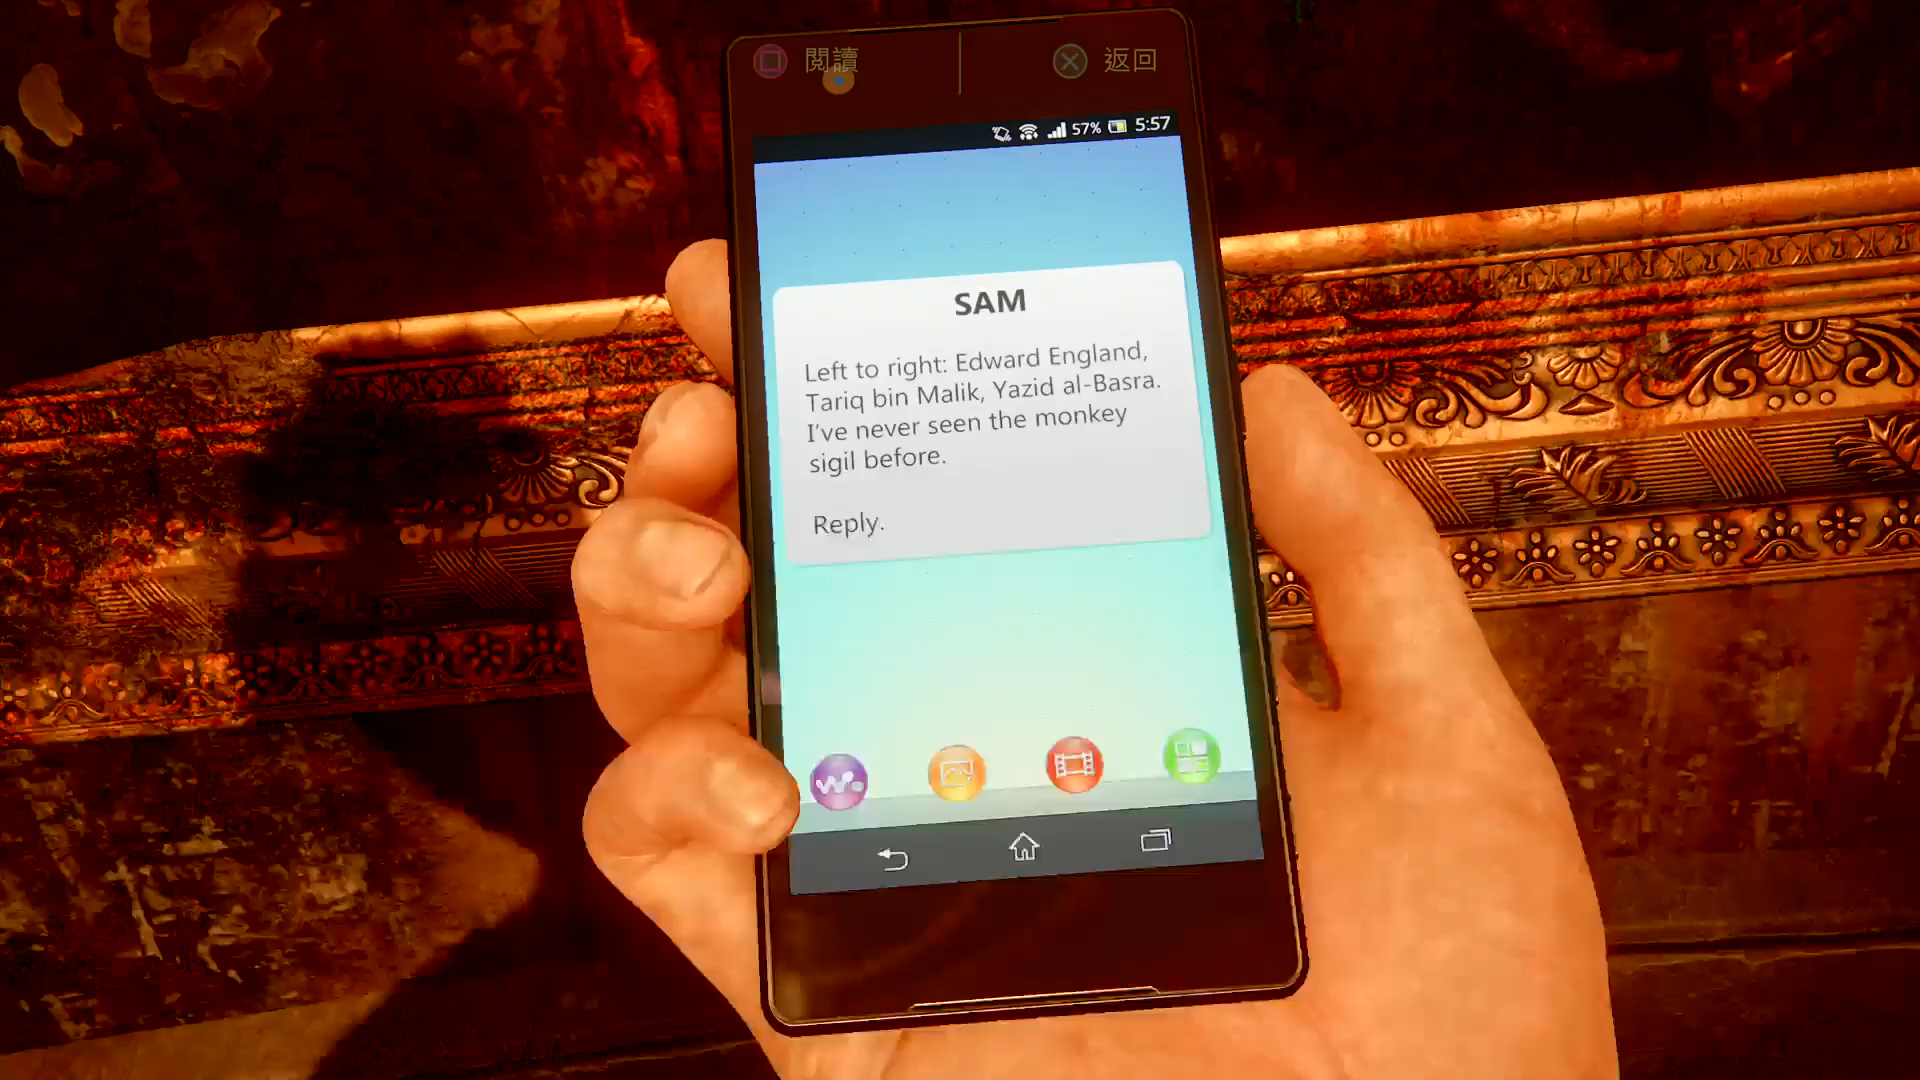 閱讀
返回
57% 5:57
SAM
Left to right: Edward England,
Tariq bin Malik, Yazid al-Basra.
I've never seen the monkey
sigil before.
Reply.